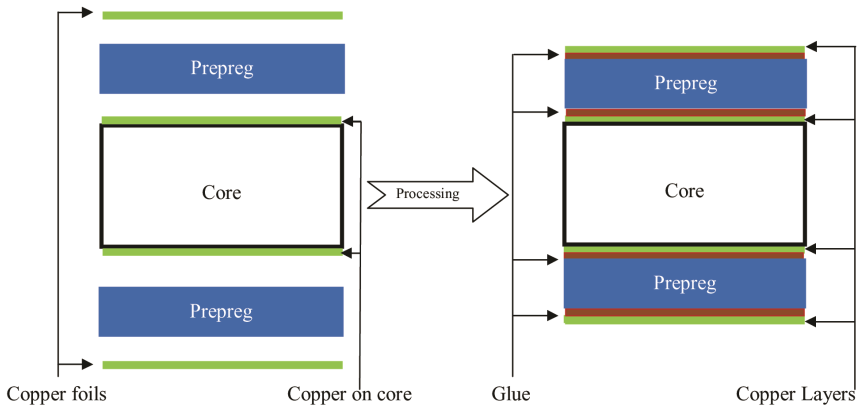 Prepreg
Prepreg
Core
Processing
Core
Prepreg
Prepreg
Copper foils
Copper on core
Glue
Copper Layers